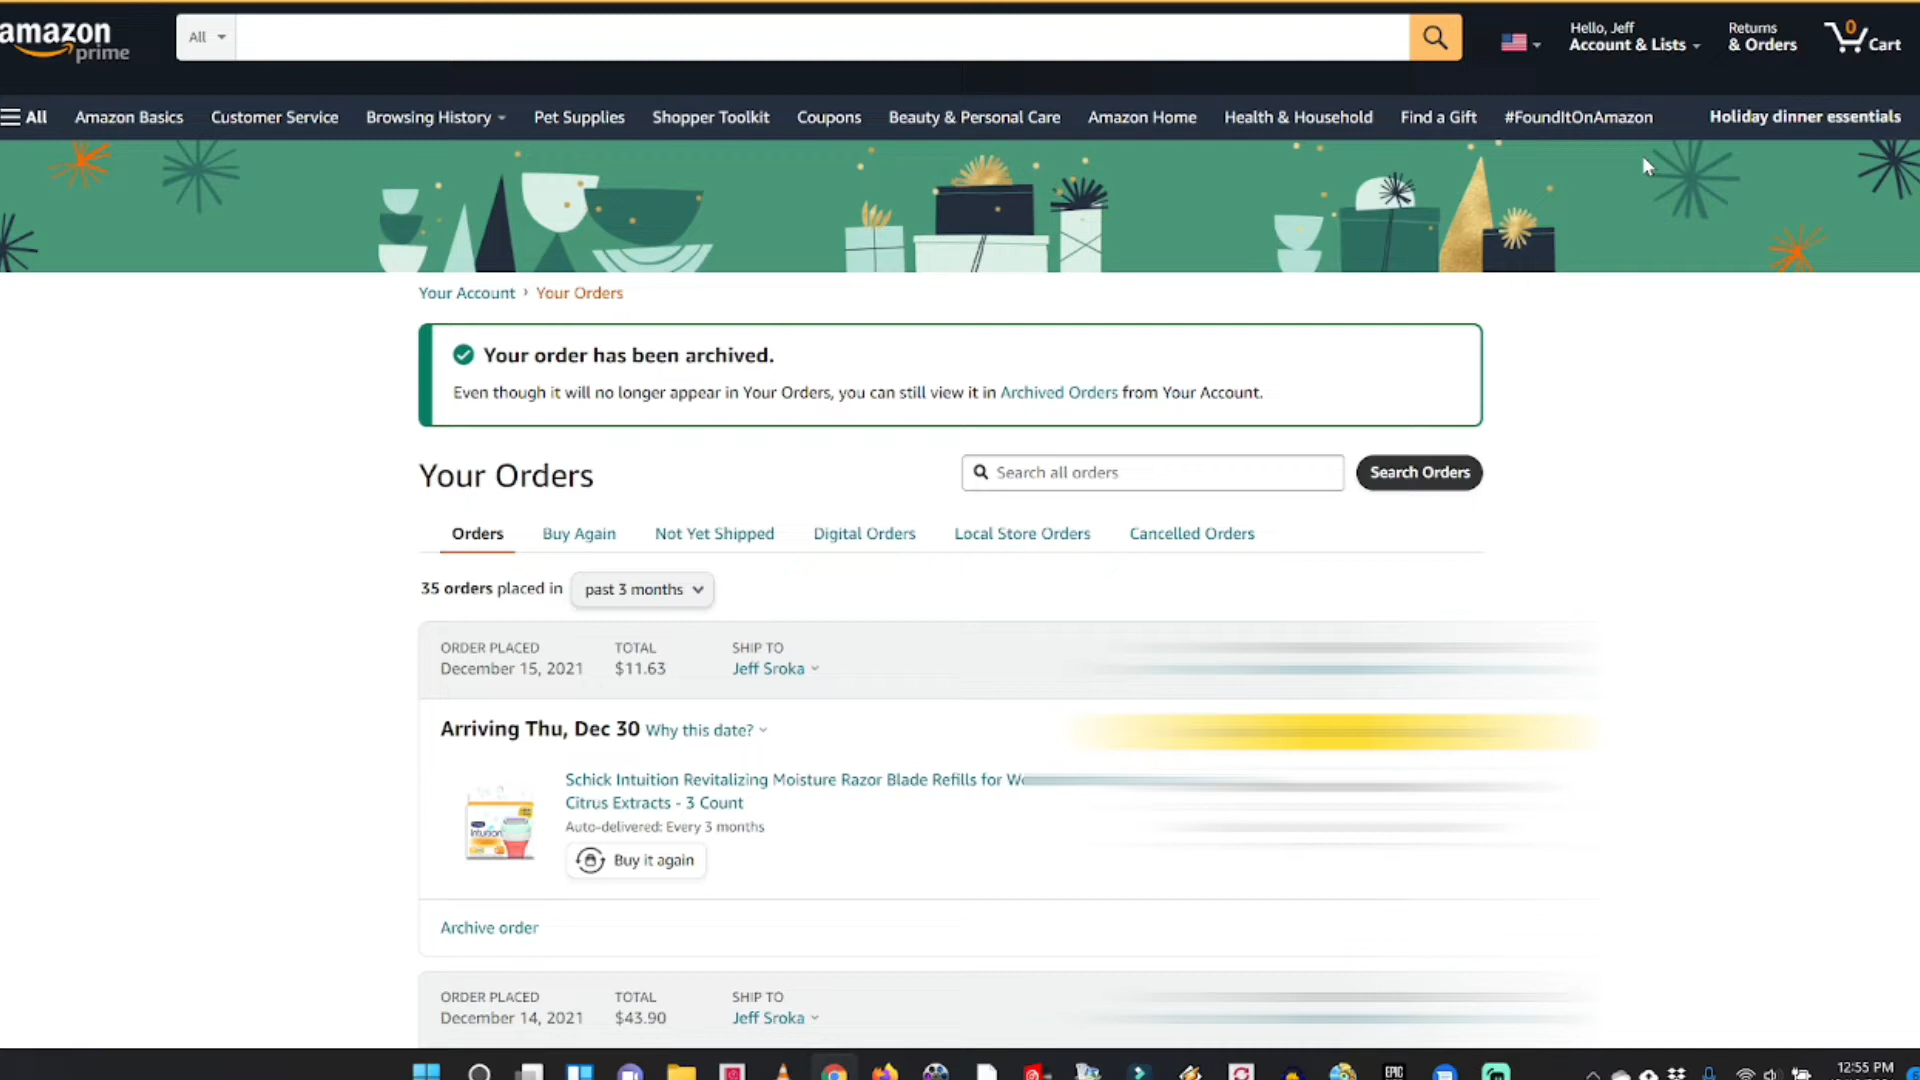 amazon prime
All
Hello, Jeff
Account & Lists
Returns
& Orders
0
Cart
All Amazon Basics Customer Service Browsing History Pet Supplies Shopper Toolkit Coupons Beauty & Personal Care Amazon Home Health & Household Find a Gift #FoundItOnAmazon Holiday dinner essentials
Your Account › Your Orders
Your order has been archived.
Even though it will no longer appear in Your Orders, you can still view it in Archived Orders from Your Account.
Your Orders
Search all orders
Search Orders
Orders Buy Again Not Yet Shipped Digital Orders Local Store Orders Cancelled Orders
35 orders placed in past 3 months
ORDER PLACED TOTAL SHIP TO
December 15, 2021 $11.63 Jeff Sroka
Arriving Thu, Dec 30 Why this date?
Schick Intuition Revitalizing Moisture Razor Blade Refills for
Citrus Extracts - 3 Count
Auto-delivered: Every 3 months
intuition
Buy it again
Archive order
ORDER PLACED TOTAL SHIP TO
December 14, 2021 $43.90 Jeff Sroka
EPIC
12:55 PM